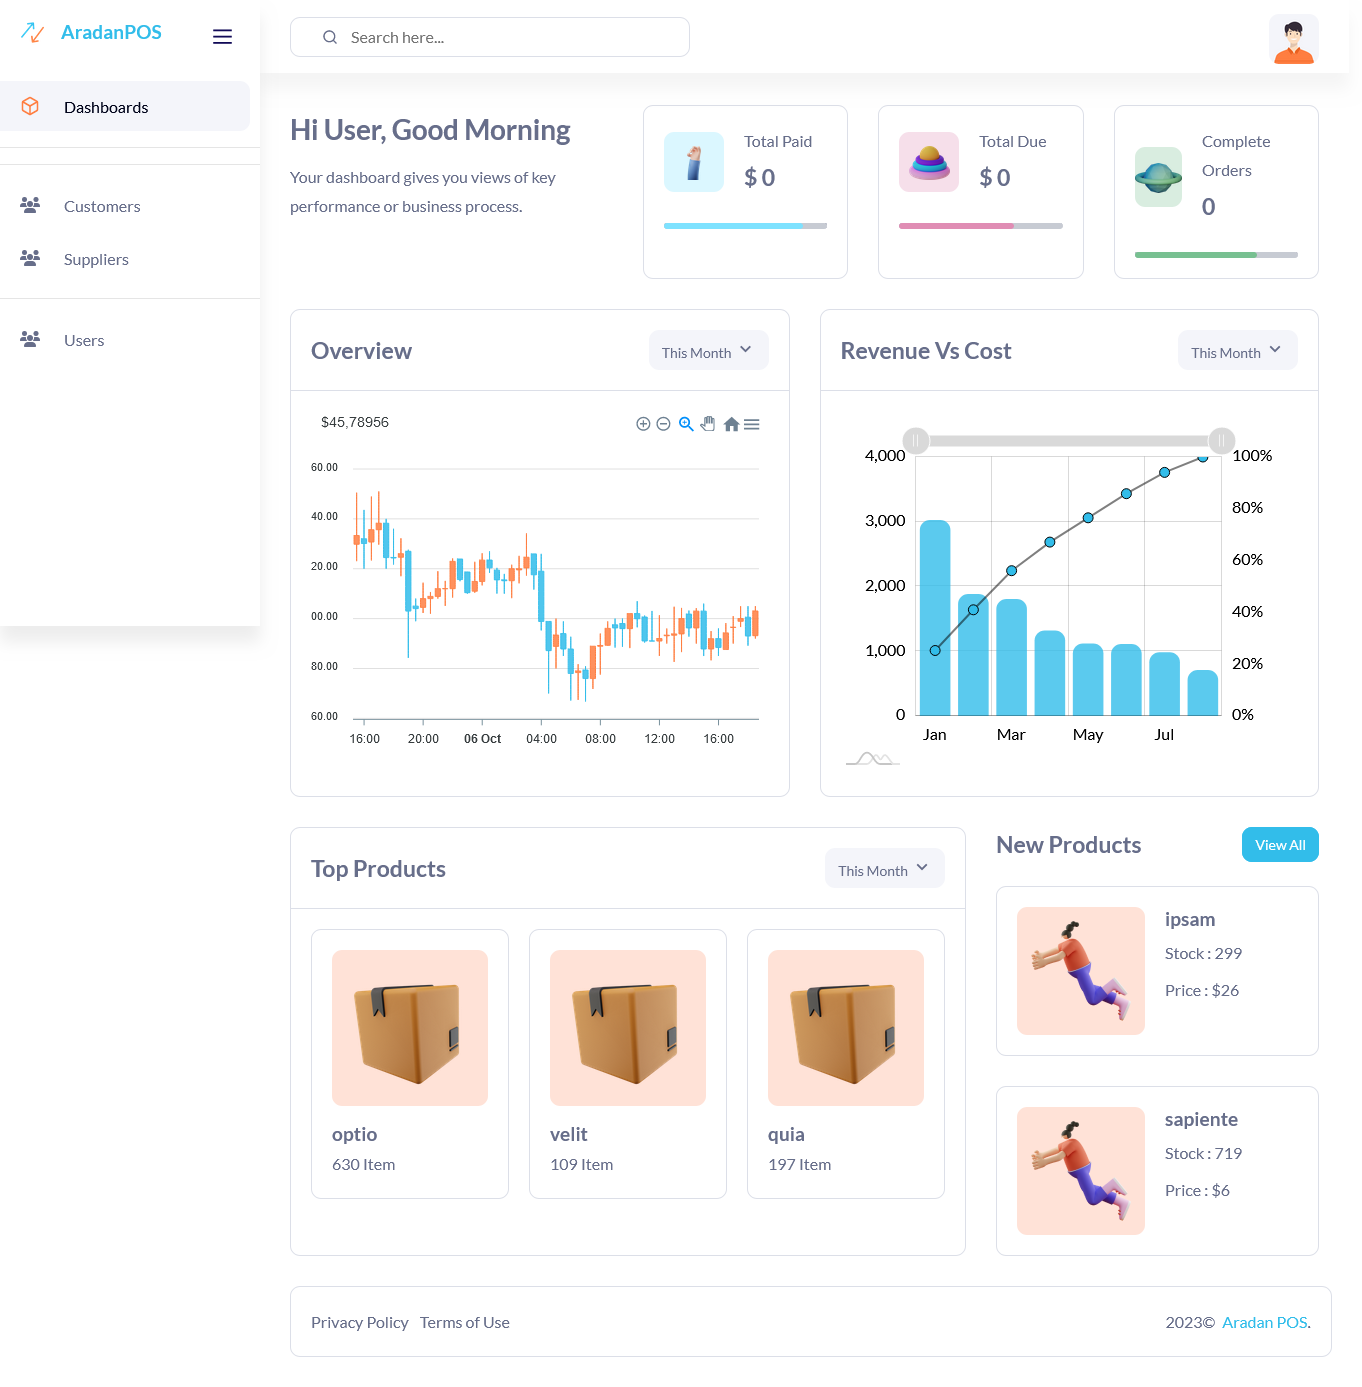 AradanPOS
Search here...
Dashboards
Customers
Suppliers
Users
Hi User, Good Morning
Your dashboard gives you views of key
performance or business process.
Total Paid
$ 0
Total Due
$ 0
Complete
Orders
0
Overview
This Month
$45,78956
60.00
40.00
20.00
00.00
80.00
60.00
16:00 20:00 06 Oct 04:00 08:00 12:00 16:00
Revenue Vs Cost
This Month
4,000
3,000
2,000
1,000
0
100%
80%
60%
40%
20%
0%
Jan Mar May Jul
Top Products
This Month
optio
630 Item
velit
109 Item
quia
197 Item
New Products
View All
ipsam
Stock : 299
Price : $26
sapiente
Stock : 719
Price : $6
Privacy Policy Terms of Use
2023© Aradan POS.